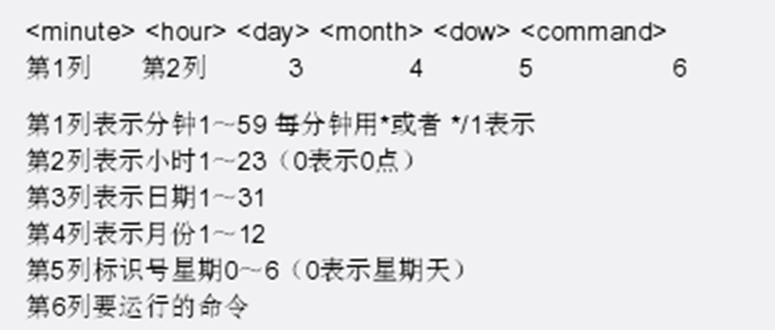 <minute> <hour> <day> <month> <dow> <command>
第1列 第2列 3 4 5 6
第1列表示分钟1～59 每分钟用*或者 */1表示
第2列表示小时1～23（0表示0点）
第3列表示日期1～31
第4列表示月份1～12
第5列标识号星期0～6（0表示星期天）
第6列要运行的命令